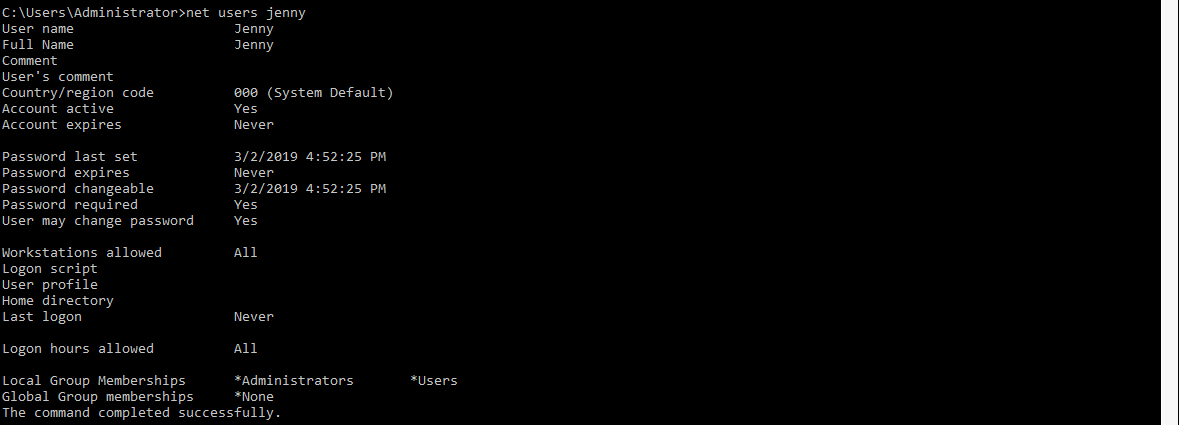 C:\Users\Administrator>net users jenny
User name                    Jenny
Full Name                    Jenny
Comment
User's comment
Country/region code          000 (System Default)
Account active               Yes
Account expires              Never

Password last set            3/2/2019 4:52:25 PM
Password expires             Never
Password changeable          3/2/2019 4:52:25 PM
Password required            Yes
User may change password     Yes

Workstations allowed         All
Logon script
User profile
Home directory
Last logon                   Never

Logon hours allowed          All

Local Group Memberships      *Administrators       *Users
Global Group memberships     *None
The command completed successfully.